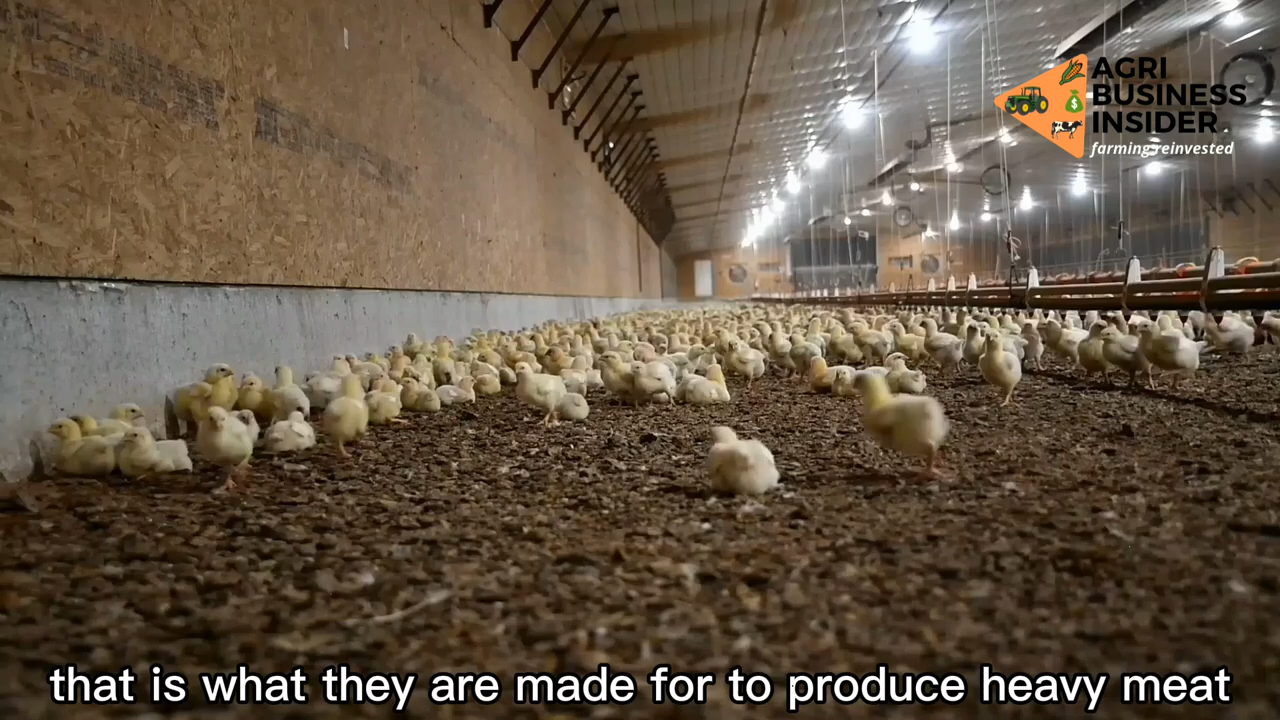 AGRI
BUSINESS
INSIDER
farming reinvested
that is what they are made for to produce heavy meat